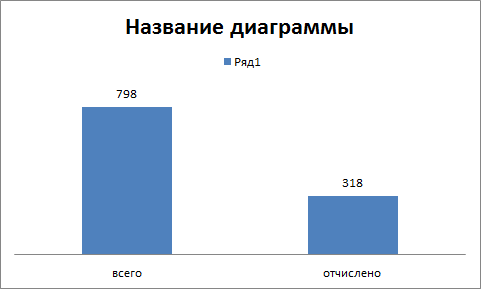 Название диаграммы
Ряд1
798
318
всего
отчислено